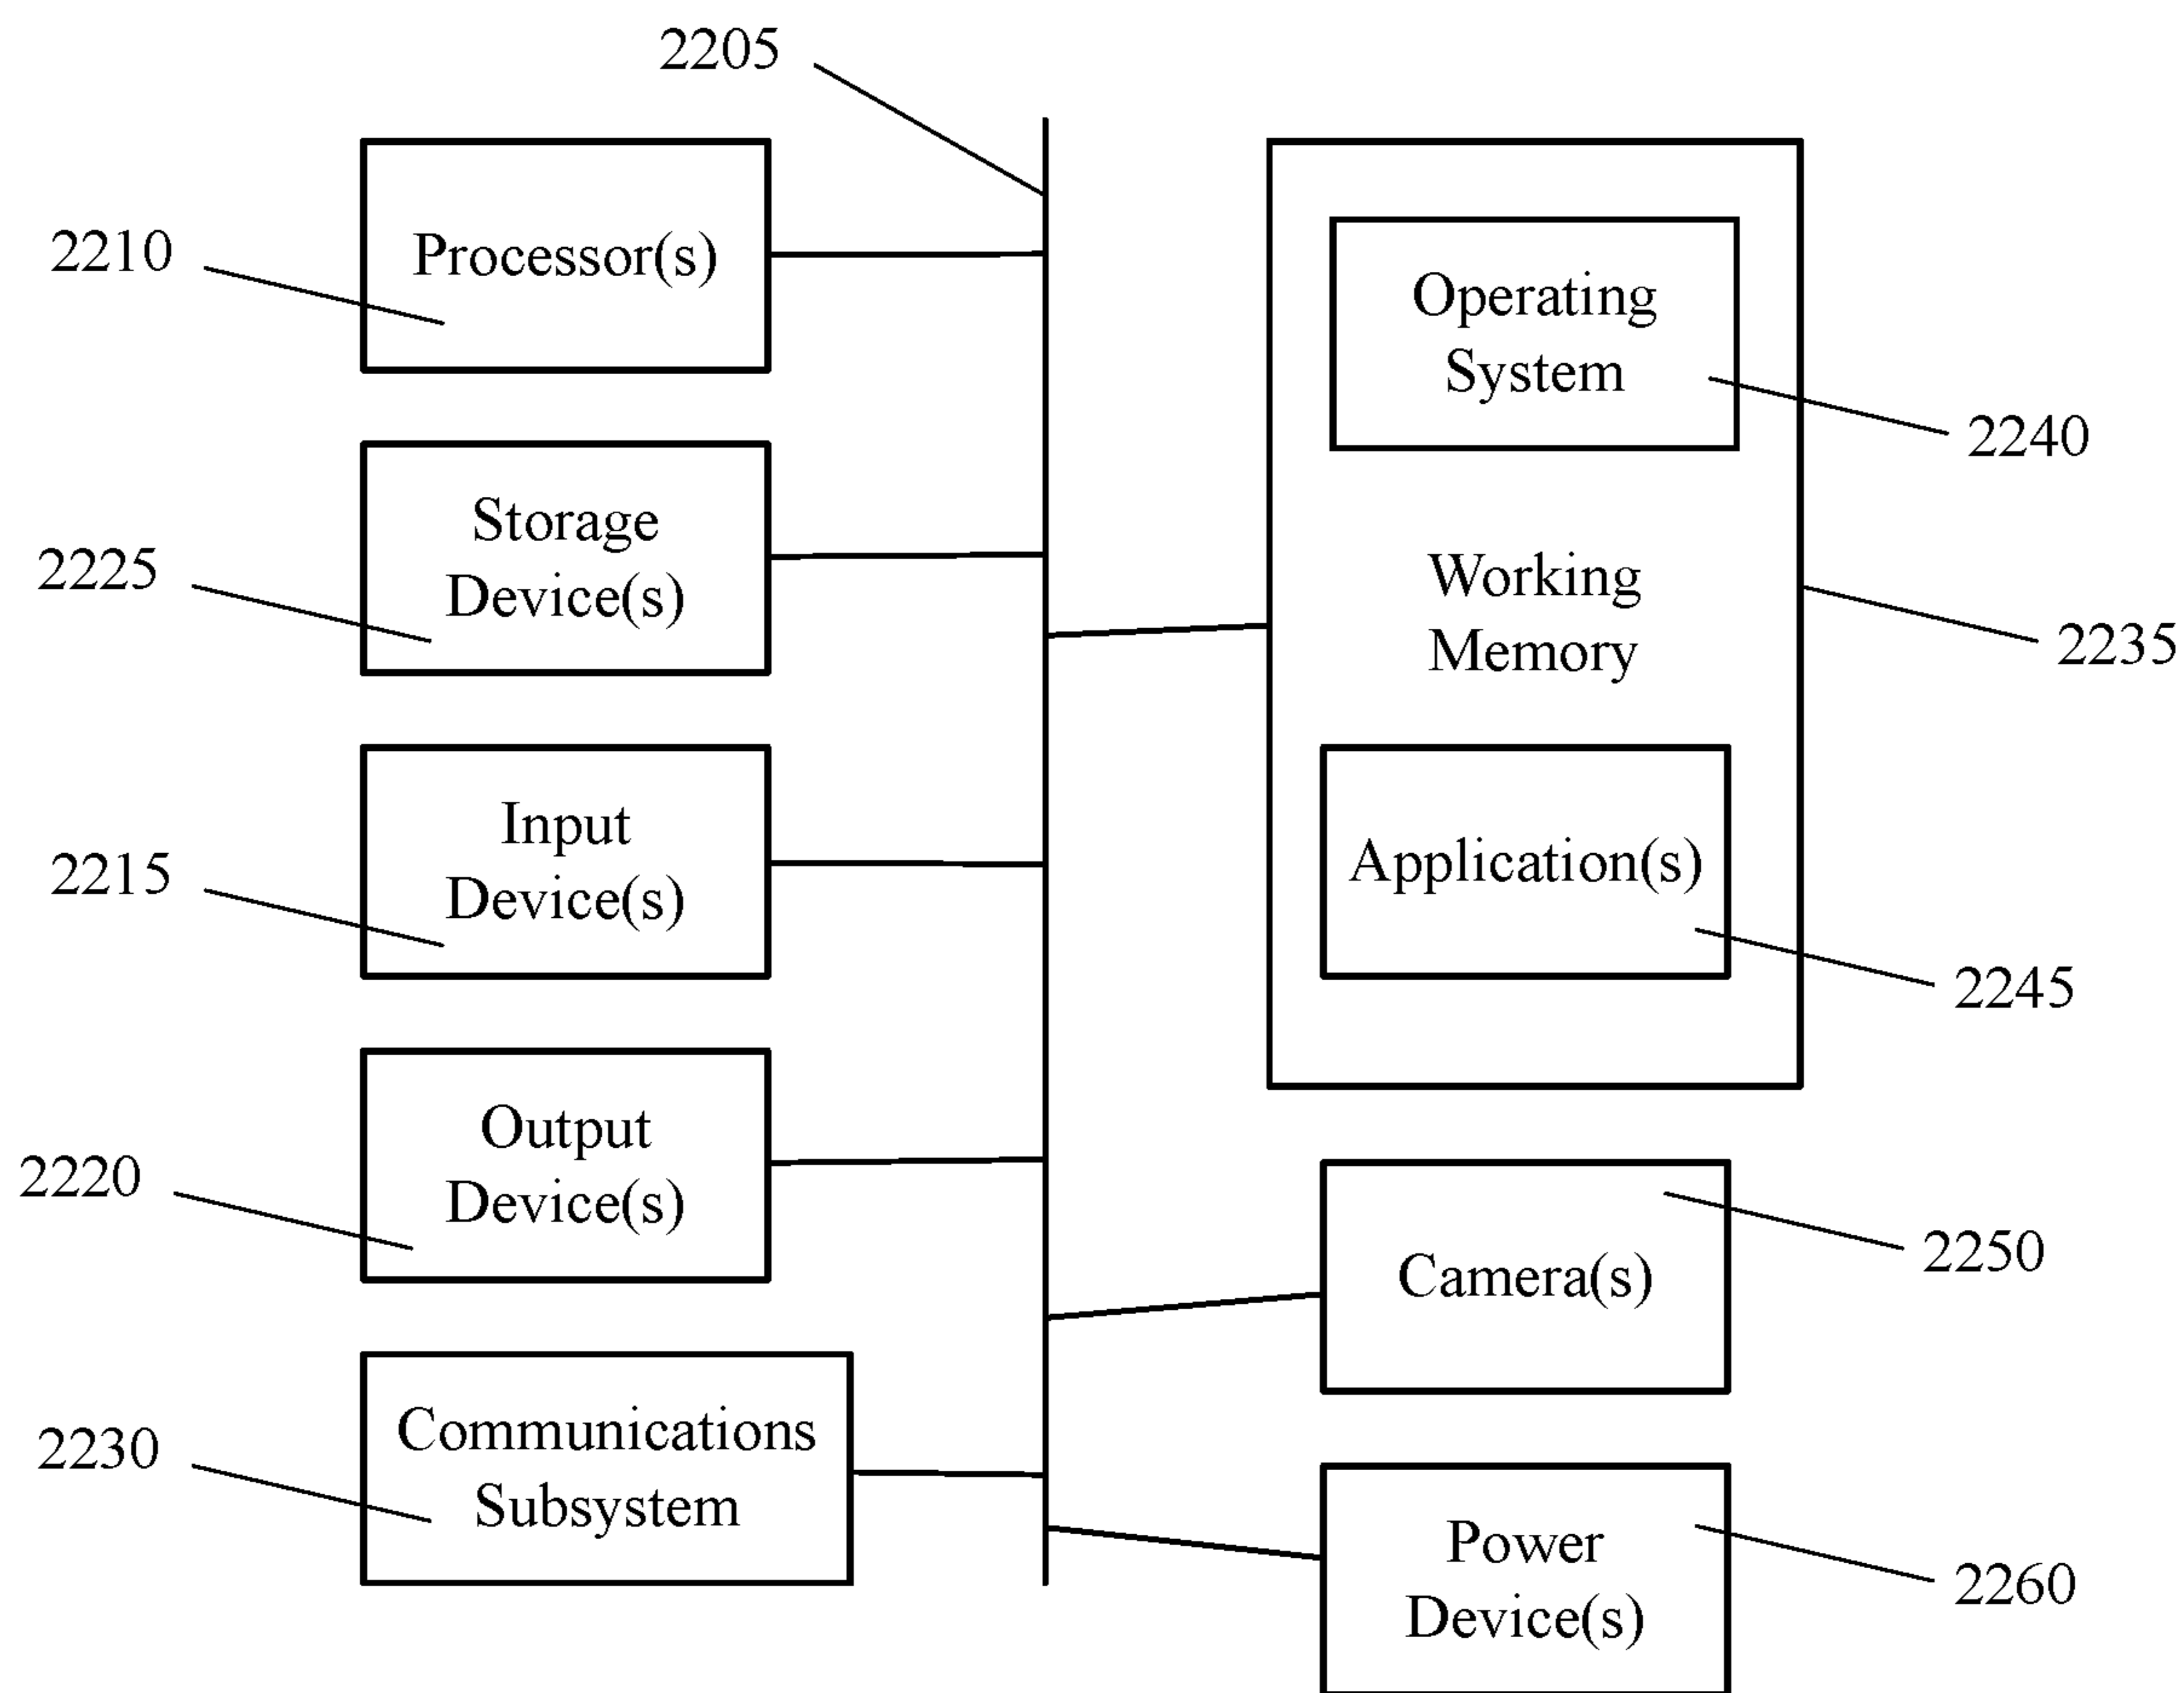 2205
2210
Processor(s)
Operating
System
2240
2225
Storage
Device(s)
Working
Memory
2235
2215
Input
Device(s)
Application(s)
2245
2220
Output
Device(s)
Camera(s)
2250
2230
Communications
Subsystem
Power
Device(s)
2260